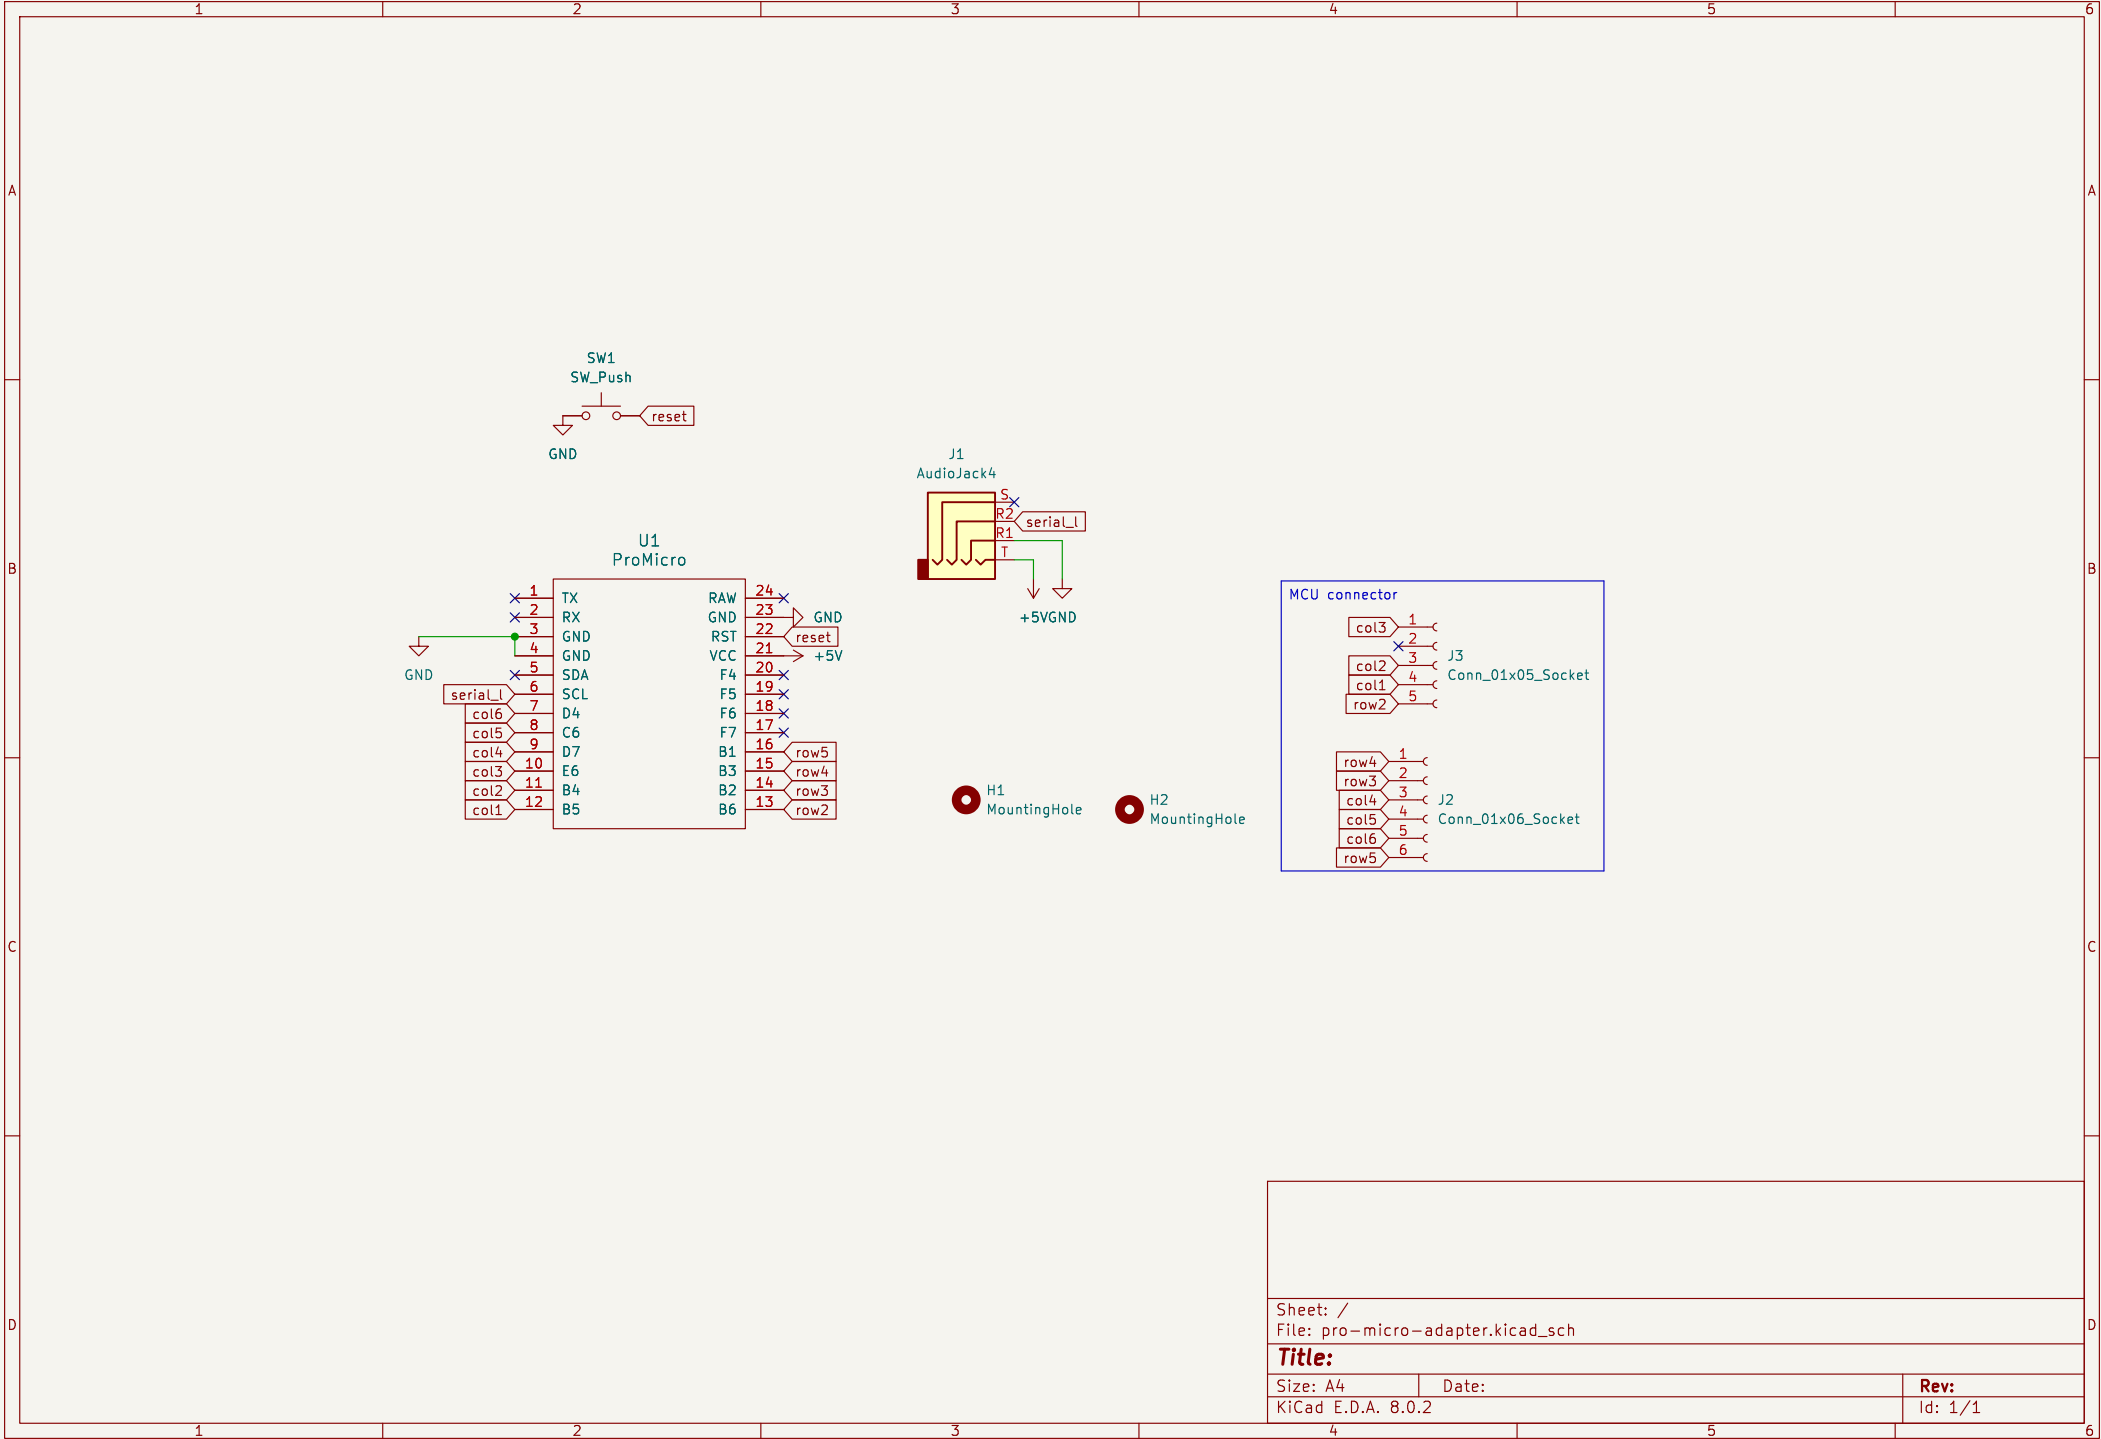 1 2 3 4 5 6
A A
SW1
SW_Push
reset
GND
J1
AudioJack4
S
R2 serial_l
R1
T
+5V GND
B B
U1
ProMicro
1 TX RAW 24
2 RX GND 23 GND
3 GND RST 22 reset
4 GND VCC 21 +5V
GND
5 SDA F4 20
serial_l 6 SCL F5 19
col6 7 D4 F6 18
col5 8 C6 F7 17
col4 9 D7 B1 16 row5
col3 10 E6 B3 15 row4
col2 11 B4 B2 14 row3
col1 12 B5 B6 13 row2
H1
MountingHole
H2
MountingHole
MCU connector
col3 1
2
col2 3
col1 4
row2 5
J3
Conn_01x05_Socket
row4 1
row3 2
col4 3
col5 4
col6 5
row5 6
J2
Conn_01x06_Socket
C C
D D
Sheet: /
File: pro-micro-adapter.kicad_sch
Title:
Size: A4 Date: Rev:
KiCad E.D.A. 8.0.2 Id: 1/1
1 2 3 4 5 6